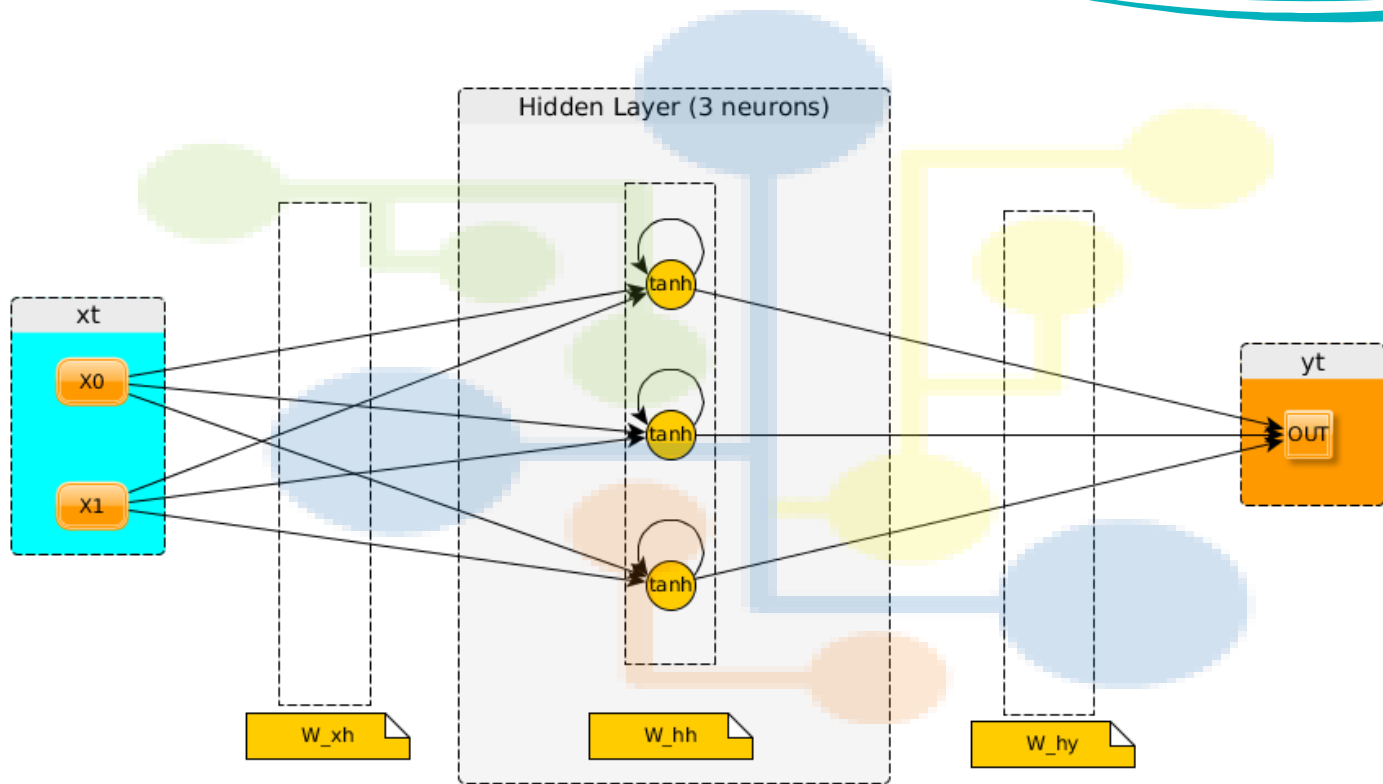 Hidden Layer (3 neurons)
xt
X0
X1
tanh
tanh
tanh
yt
OUT
W_xh
W_hh
W_hy